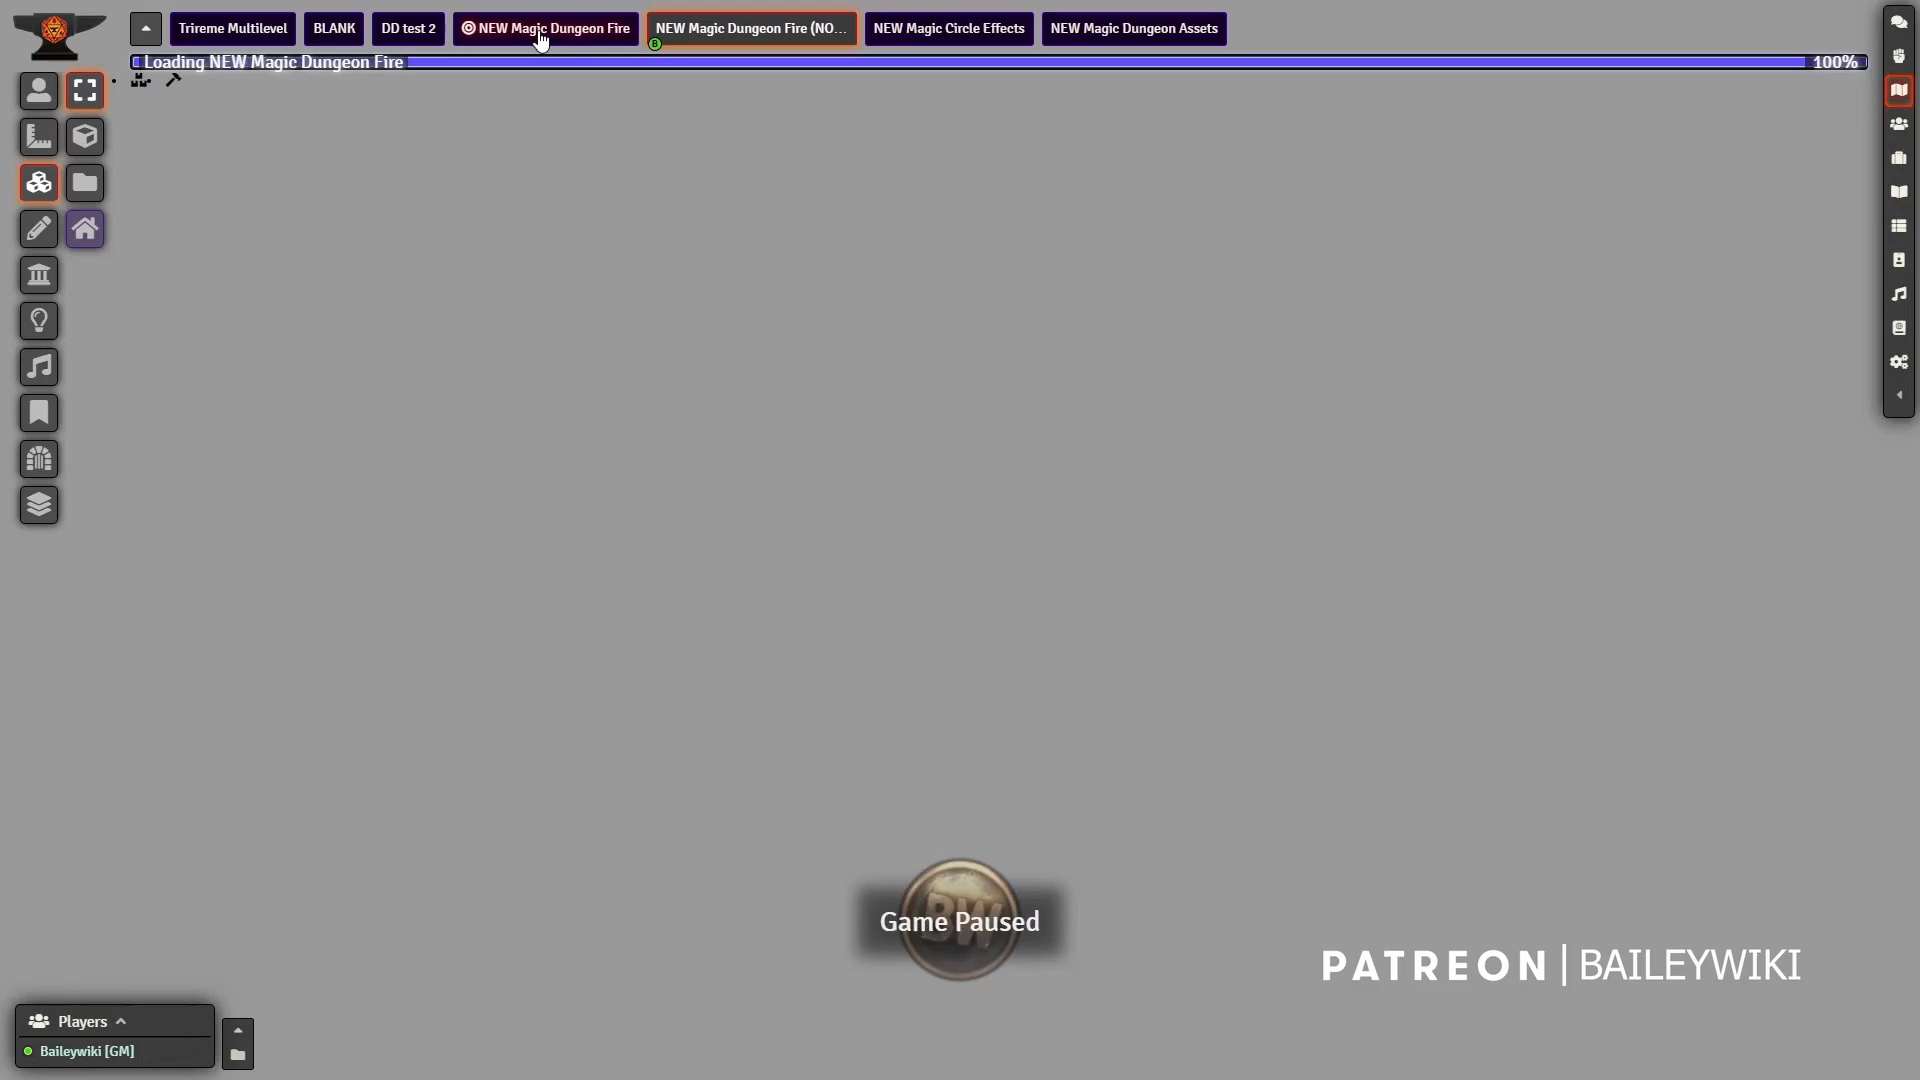 Trireme Multilevel
BLANK
DD test 2
NEW Magic Dungeon Fire
NEW Magic Dungeon Fire (NO...
NEW Magic Circle Effects
NEW Magic Dungeon Assets
B
Loading NEW Magic Dungeon Fire 100%
BW
Game Paused
PATREON | BAILEYWIKI
Players
Baileywiki [GM]